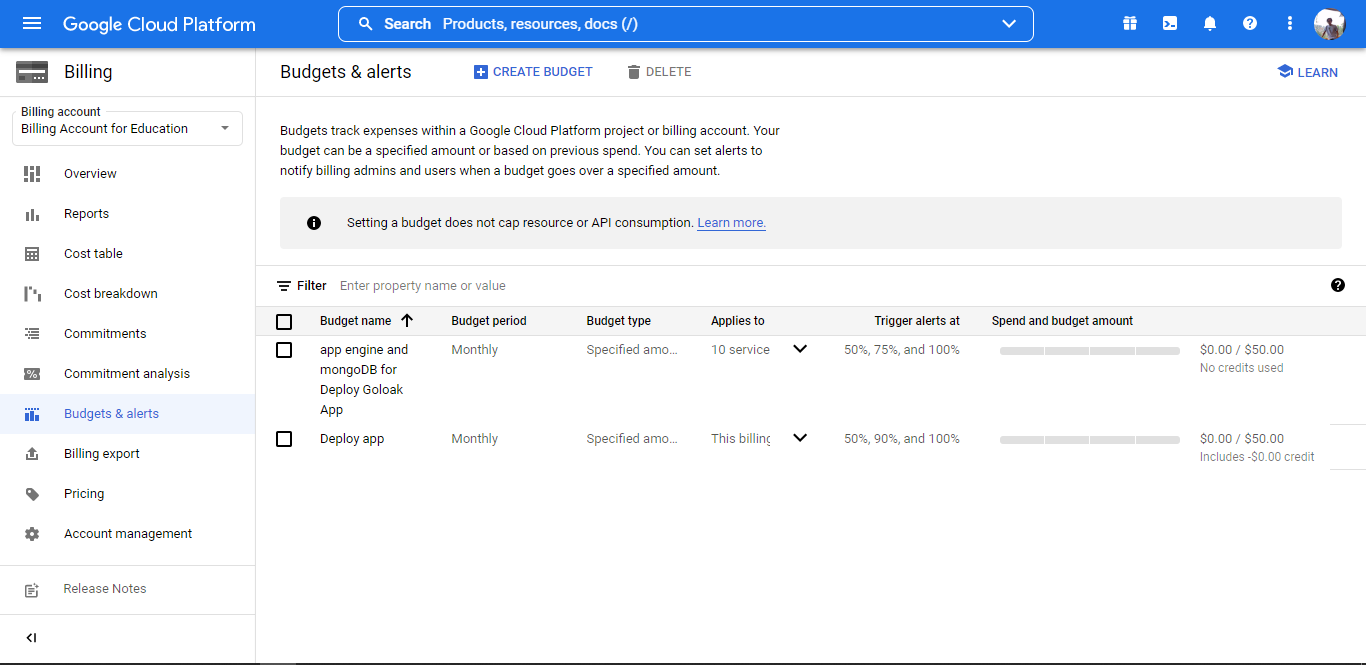 Google Cloud Platform
Search Products, resources, docs (/)
Billing
Budgets & alerts
CREATE BUDGET
DELETE
LEARN
Billing account
Billing Account for Education
Overview
Reports
Cost table
Cost breakdown
Commitments
Commitment analysis
Budgets & alerts
Billing export
Pricing
Account management
Release Notes
Budgets track expenses within a Google Cloud Platform project or billing account. Your
budget can be a specified amount or based on previous spend. You can set alerts to
notify billing admins and users when a budget goes over a specified amount.
Setting a budget does not cap resource or API consumption. Learn more.
Filter Enter property name or value
Budget name Budget period Budget type Applies to Trigger alerts at Spend and budget amount
app engine and
mongoDB for
Deploy Goloak
App
Monthly
Specified amo...
10 service
50%, 75%, and 100%
$0.00 / $50.00
No credits used
Deploy app
Monthly
Specified amo...
This billing
50%, 90%, and 100%
$0.00 / $50.00
Includes -$0.00 credit